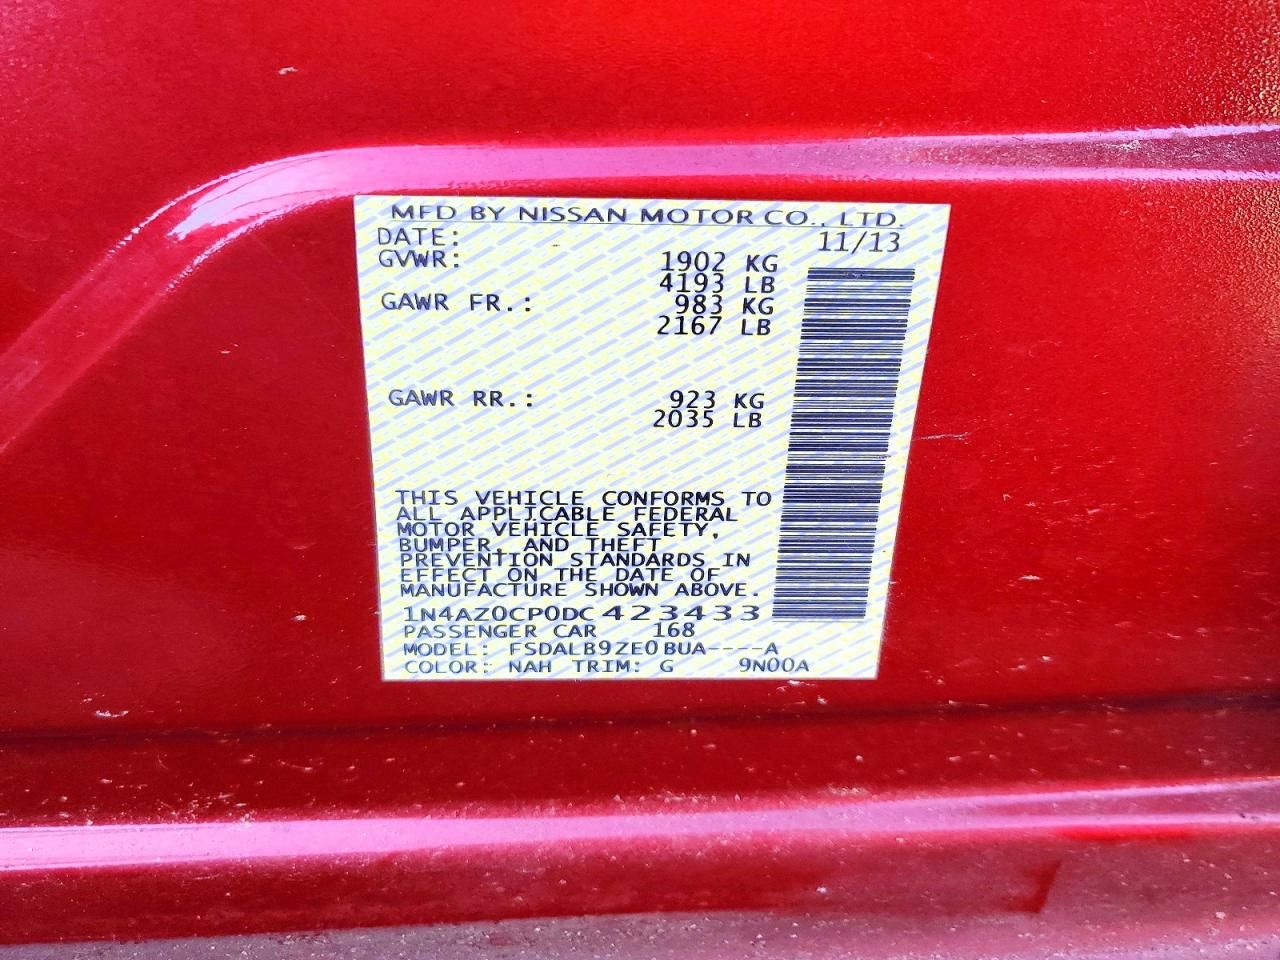 MFD BY NISSAN MOTOR CO., LTD.
DATE: 11/13
GVWR: 1902 KG
4193 LB
GAWR FR.: 983 KG
2167 LB
GAWR RR.: 923 KG
2035 LB
THIS VEHICLE CONFORMS TO
ALL APPLICABLE FEDERAL
MOTOR VEHICLE SAFETY,
BUMPER, AND THEFT
PREVENTION STANDARDS IN
EFFECT ON THE DATE OF
MANUFACTURE SHOWN ABOVE.
1N4AZ0CP0DC423433
PASSENGER CAR 168
MODEL: FSDALB9ZE0BUA----A
COLOR: NAH TRIM: G 9N00A